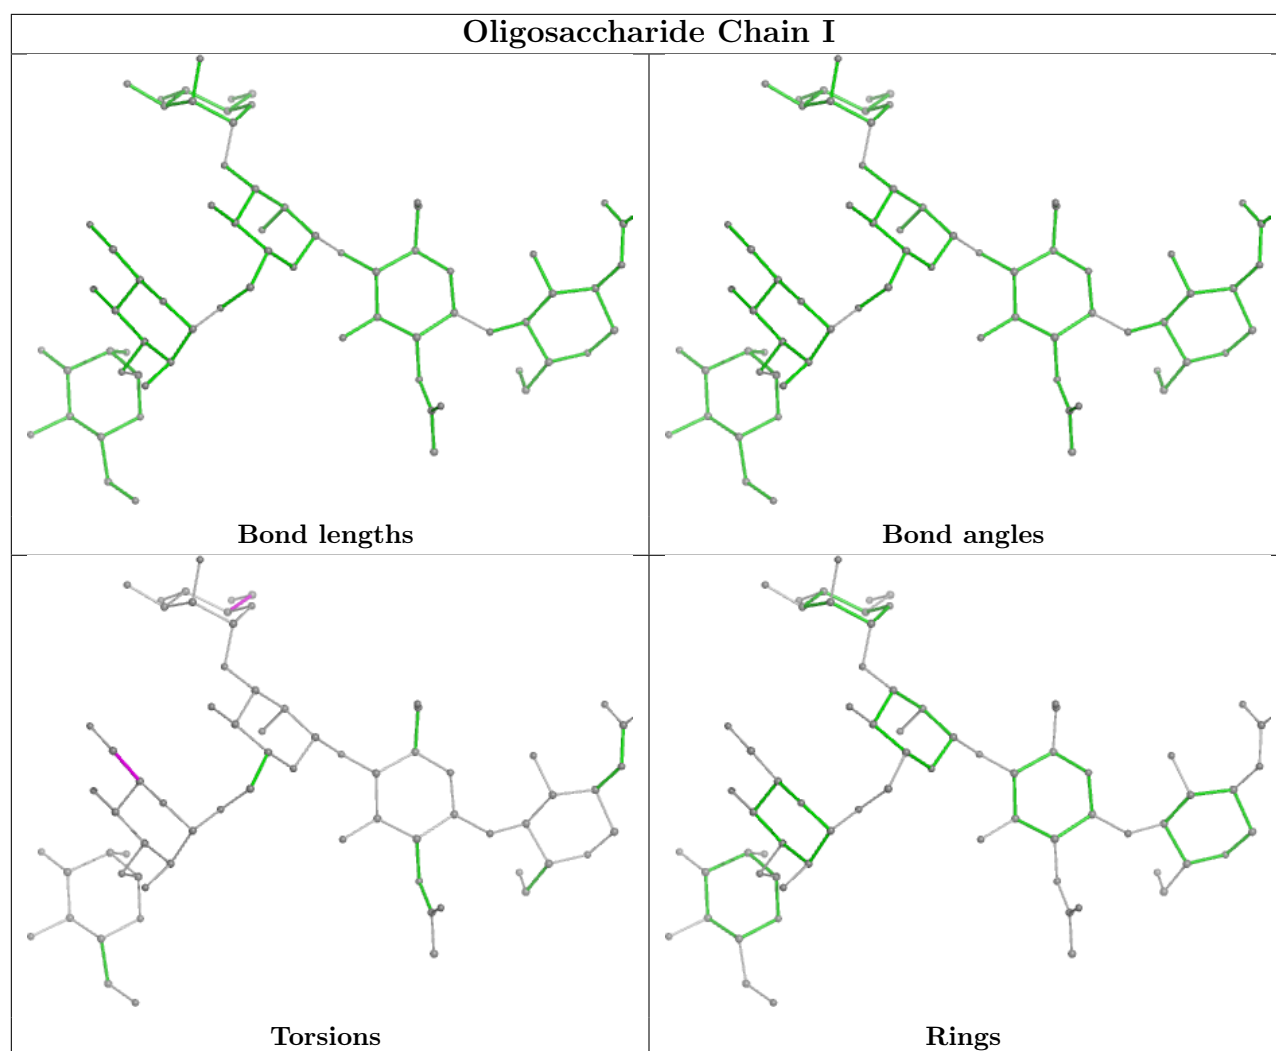 Oligosaccharide Chain I
Bond lengths
Bond angles
Torsions
Rings